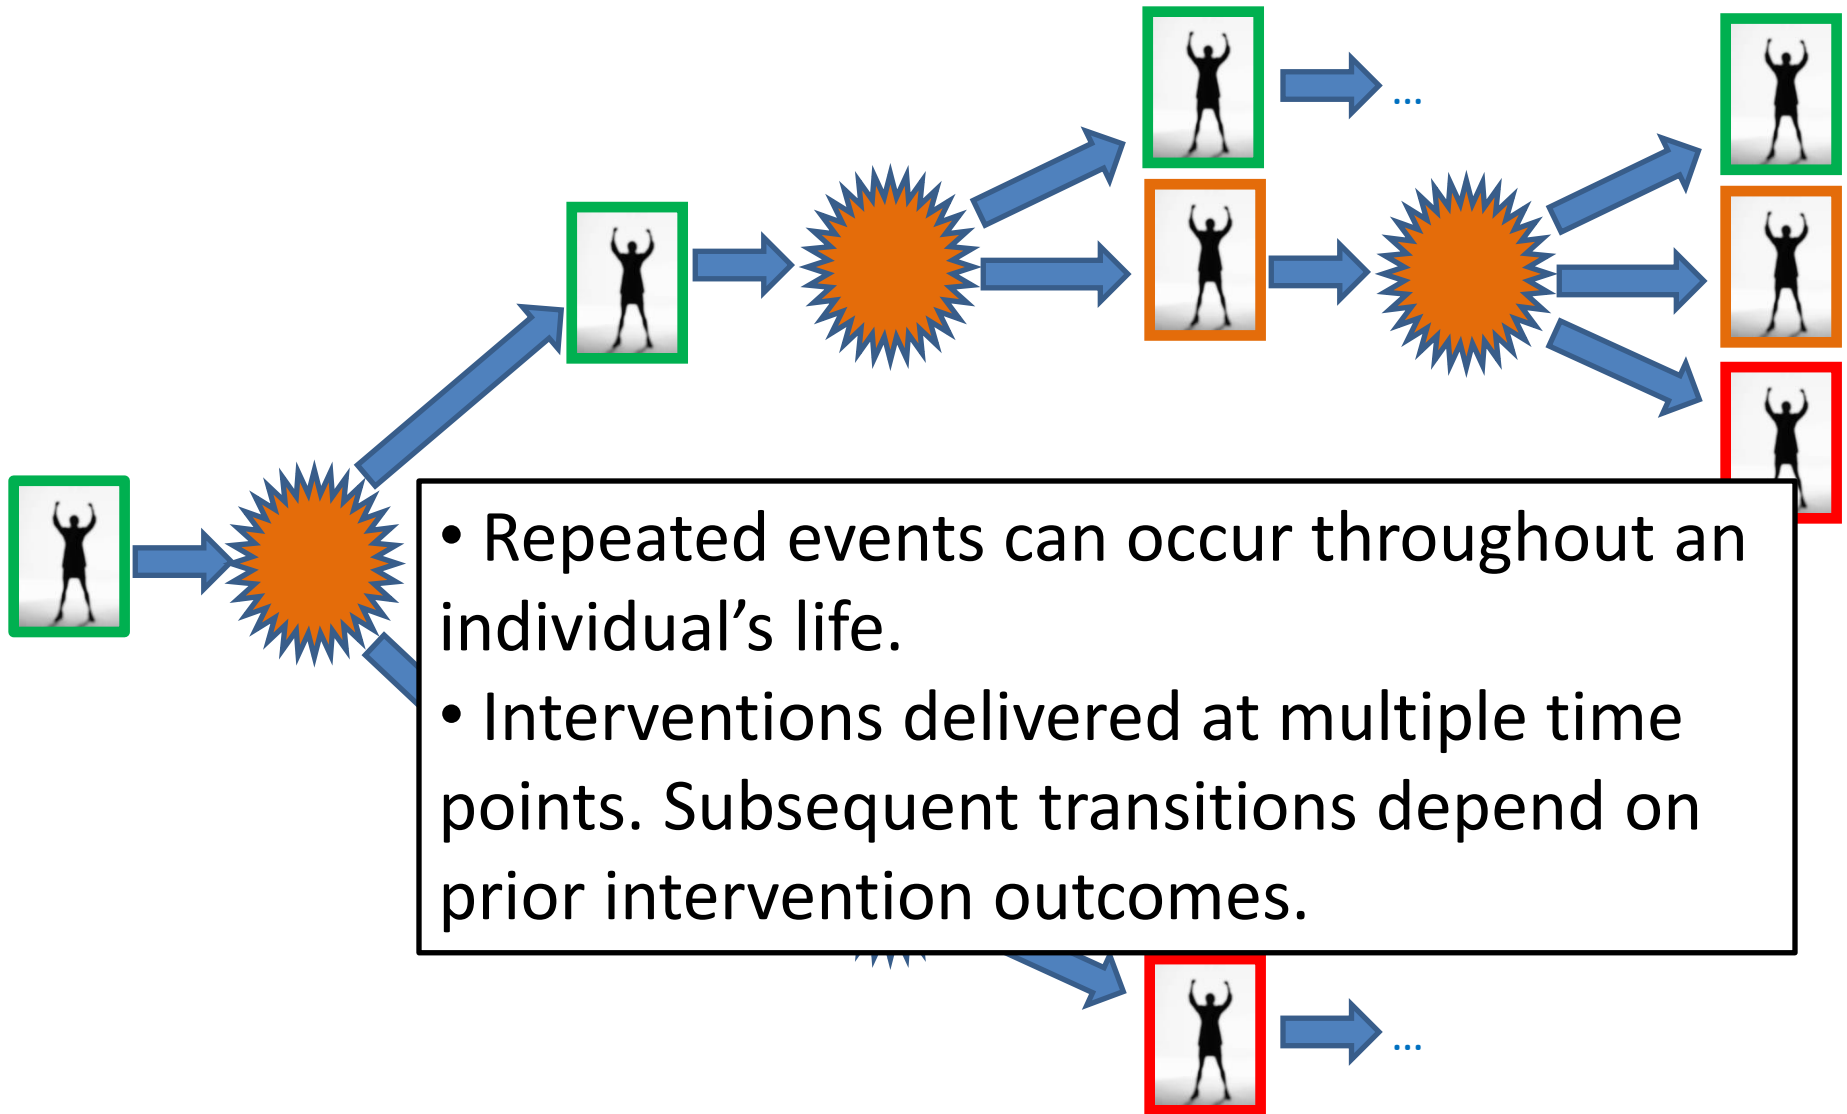 ...
• Repeated events can occur throughout an
individual’s life.
• Interventions delivered at multiple time
points. Subsequent transitions depend on
prior intervention outcomes.
...